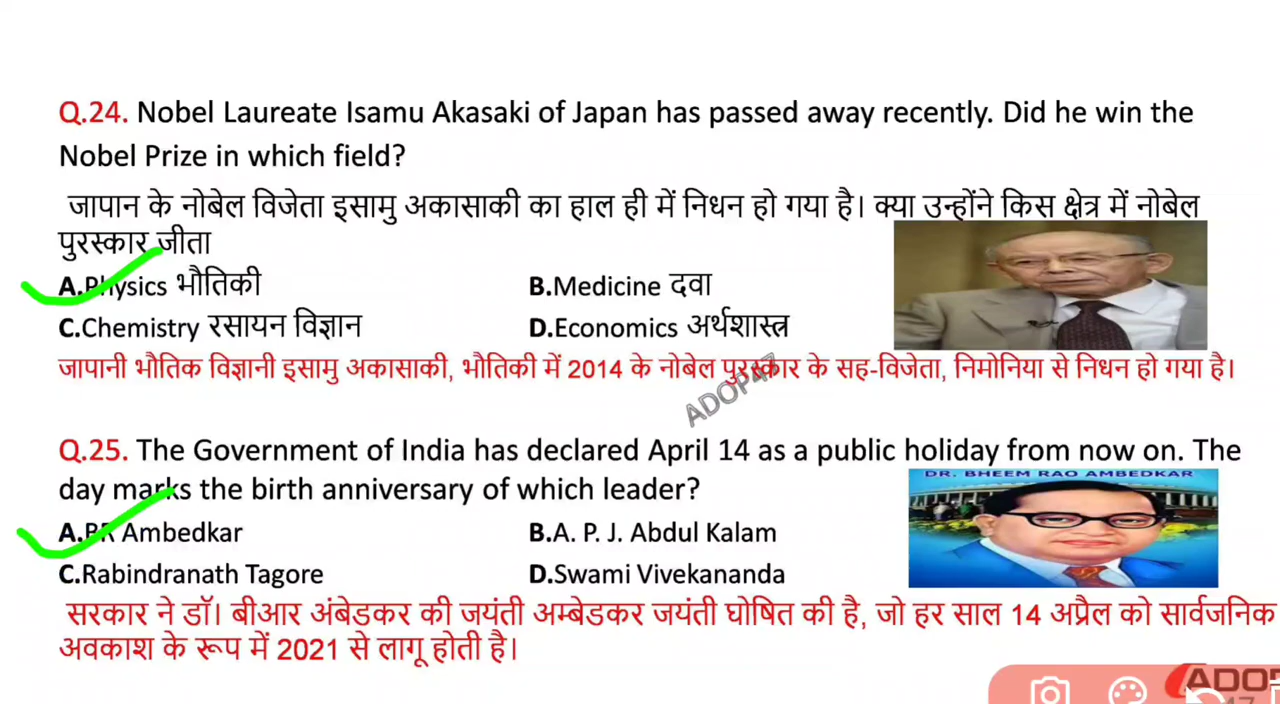 Q.24. Nobel Laureate Isamu Akasaki of Japan has passed away recently. Did he win the
Nobel Prize in which field?
जापान के नोबेल विजेता इसामु अकासाकी का हाल ही में निधन हो गया है। क्या उन्होंने किस क्षेत्र में नोबेल
पुरस्कार जीता
A.Physics भौतिकी
B.Medicine दवा
C.Chemistry रसायन विज्ञान
D.Economics अर्थशास्त्र
जापानी भौतिक विज्ञानी इसामु अकासाकी, भौतिकी में 2014 के नोबेल पुरस्कार के सह-विजेता, निमोनिया से निधन हो गया है।
ADOP47
Q.25. The Government of India has declared April 14 as a public holiday from now on. The
day marks the birth anniversary of which leader?
DR. BHEEM RAO AMBEDKAR
A.BR Ambedkar
B.A. P. J. Abdul Kalam
C.Rabindranath Tagore
D.Swami Vivekananda
सरकार ने डॉ। बीआर अंबेडकर की जयंती अम्बेडकर जयंती घोषित की है, जो हर साल 14 अप्रैल को सार्वजनिक
अवकाश के रूप में 2021 से लागू होती है।